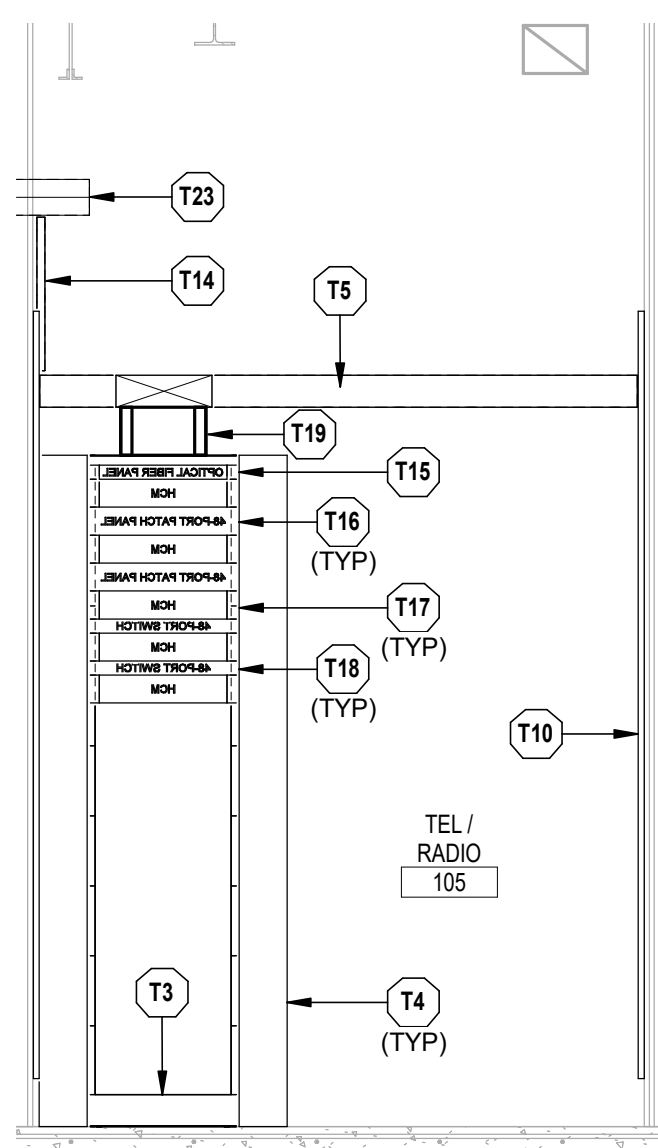 T23
T14
T5
T19
OPTICAL FIBER PANEL
T15
HCM
48-PORT PATCH PANEL
T16
(TYP)
HCM
48-PORT PATCH PANEL
HCM
T17
(TYP)
48-PORT SWITCH
HCM
48-PORT SWITCH
T18
(TYP)
HCM
T10
TEL /
RADIO
105
T3
T4
(TYP)